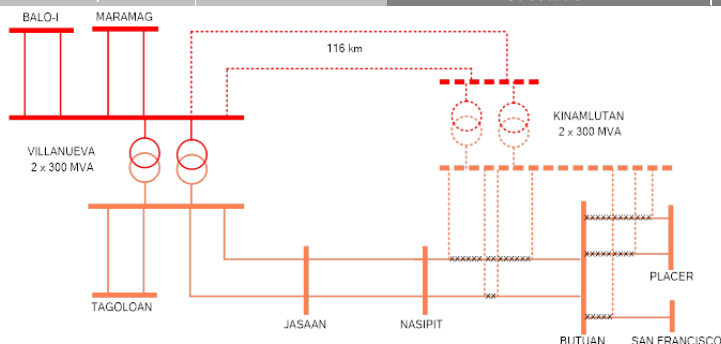 BALO-I
MARAMAG
116 km
KINAMLUTAN
2 x 300 MVA
VILLANUEVA
2 x 300 MVA
PLACER
TAGOLOAN
JASAAN
NASIPIT
BUTUAN
SAN FRANCISCO